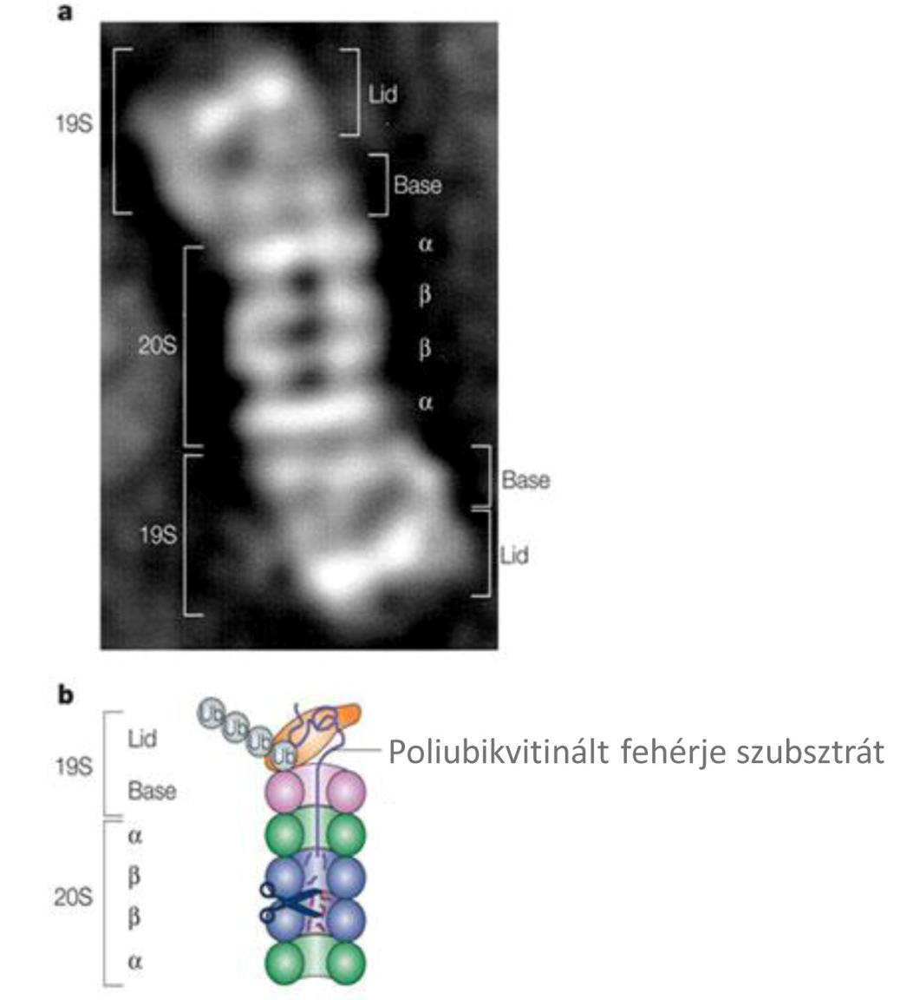 a
Lid
19S
Base
α
β
20S
β
α
Base
19S
Lid
b
Ub
Ub
Ub
Ub
Lid
Poliubikvitinált fehérje szubsztrát
19S
Base
α
β
20S
β
α